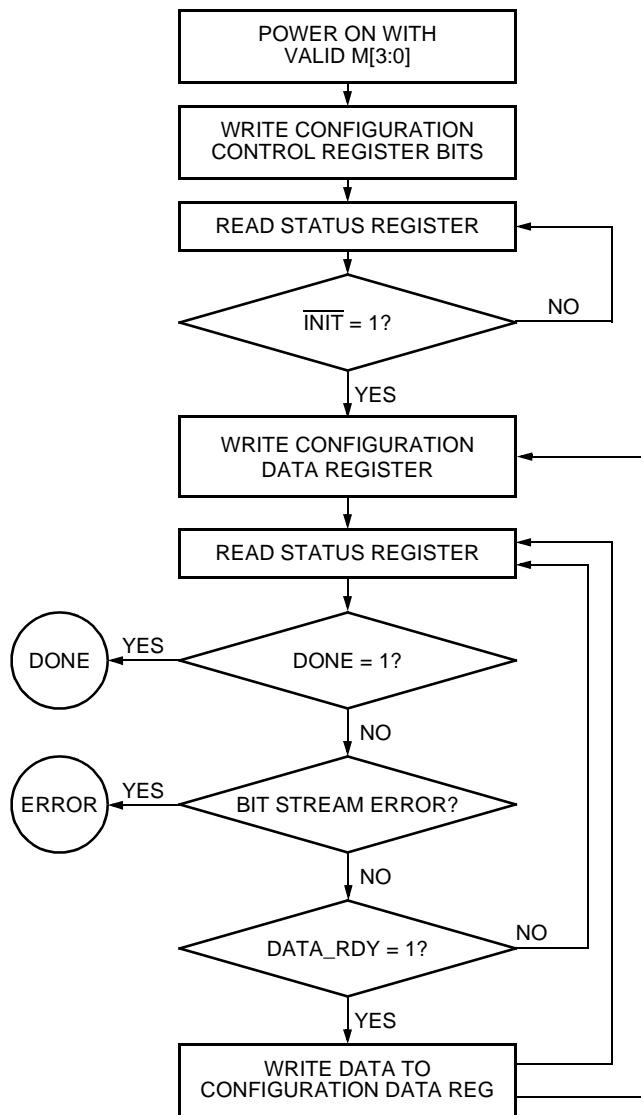 POWER ON WITH
VALID M[3:0]
WRITE CONFIGURATION
CONTROL REGISTER BITS
READ STATUS REGISTER
INIT = 1?
NO
YES
WRITE CONFIGURATION
DATA REGISTER
READ STATUS REGISTER
DONE
YES
DONE = 1?
NO
ERROR
YES
BIT STREAM ERROR?
NO
DATA_RDY = 1?
NO
YES
WRITE DATA TO
CONFIGURATION DATA REG